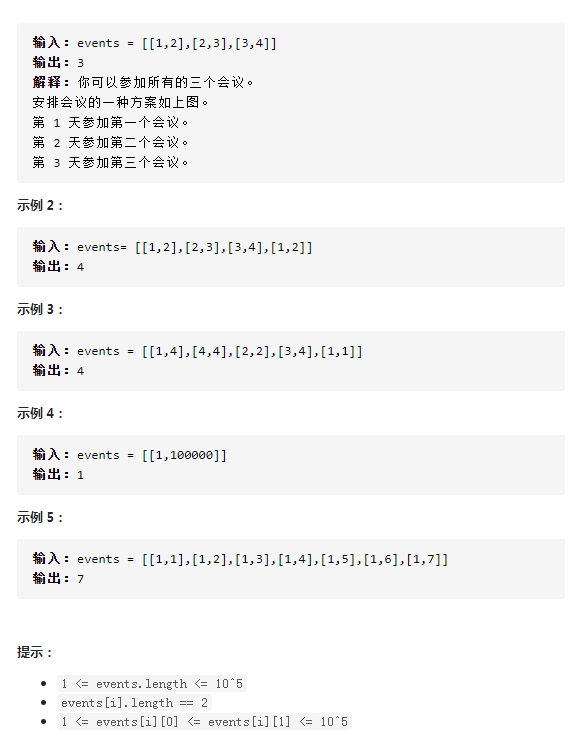 输入：events = [[1,2],[2,3],[3,4]]
输出：3
解释：你可以参加所有的三个会议。
安排会议的一种方案如上图。
第 1 天参加第一个会议。
第 2 天参加第二个会议。
第 3 天参加第三个会议。
示例 2：
输入：events= [[1,2],[2,3],[3,4],[1,2]]
输出：4
示例 3：
输入：events = [[1,4],[4,4],[2,2],[3,4],[1,1]]
输出：4
示例 4：
输入：events = [[1,100000]]
输出：1
示例 5：
输入：events = [[1,1],[1,2],[1,3],[1,4],[1,5],[1,6],[1,7]]
输出：7
提示：
1 <= events.length <= 10^5
events[i].length == 2
1 <= events[i][0] <= events[i][1] <= 10^5